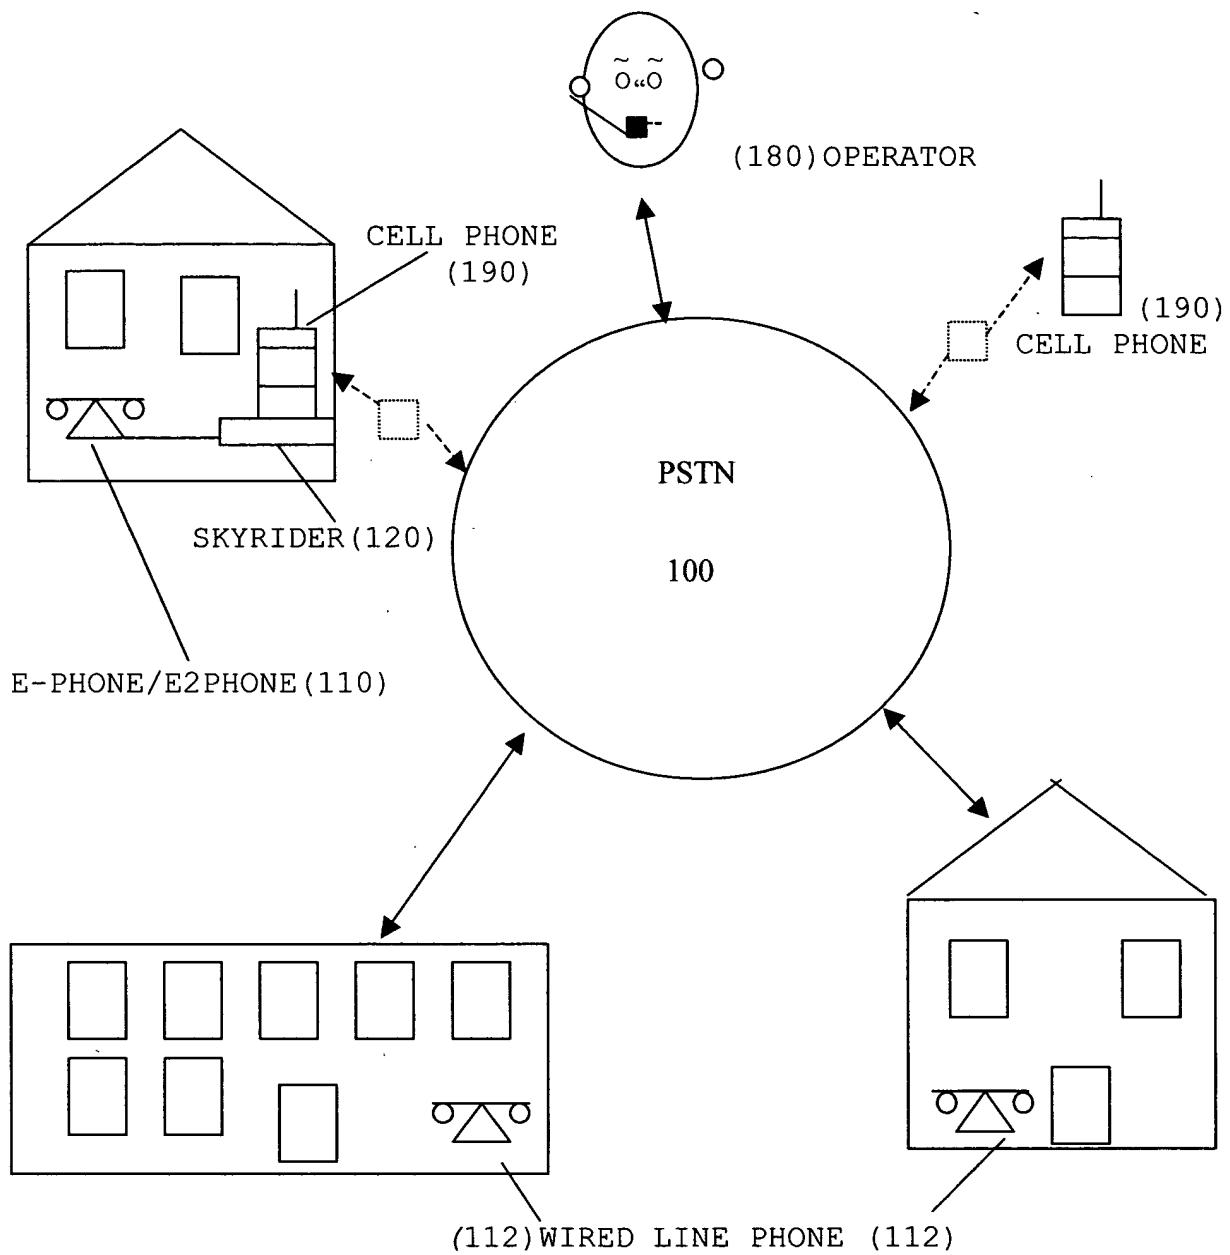 (180)OPERATOR
CELL PHONE
(190)
(190)
CELL PHONE
PSTN
100
SKYRIDER(120)
E-PHONE/E2PHONE(110)
(112)WIRED LINE PHONE (112)